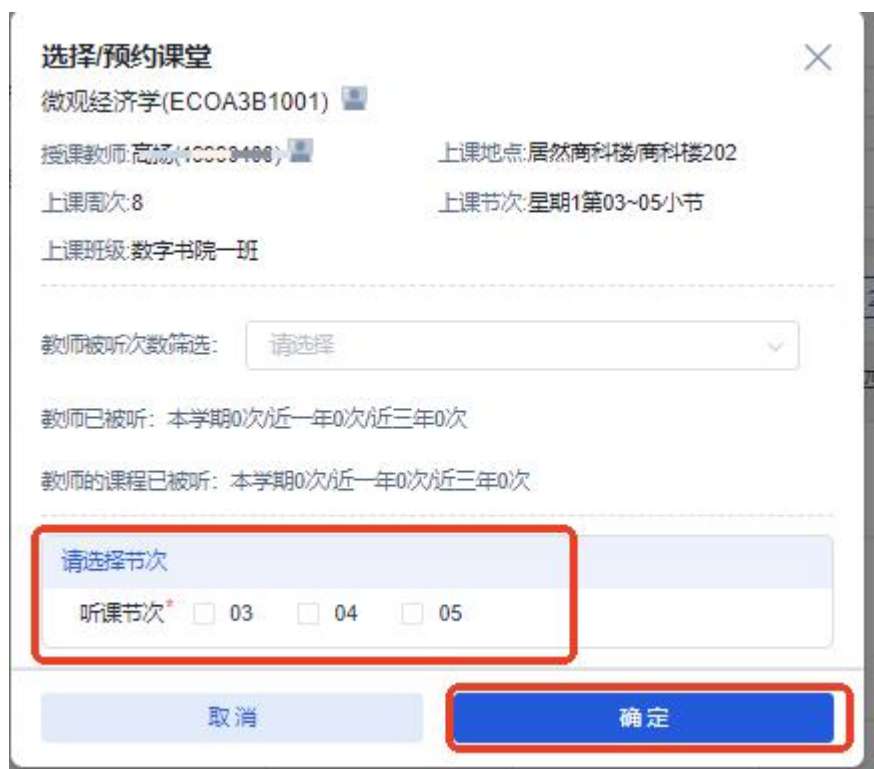 选择/预约课堂
微观经济学(ECOA3B1001)
授课教师:高扬
上课地点:居然商科楼/商科楼202
上课周次:8
上课节次:星期1第03~05小节
上课班级:数字书院一班
教师被听次数筛选: 请选择
教师已被听: 本学期0次/近一年0次/近三年0次
教师的课程已被听: 本学期0次/近一年0次/近三年0次
请选择节次
听课节次* 03 04 05
取消 确定